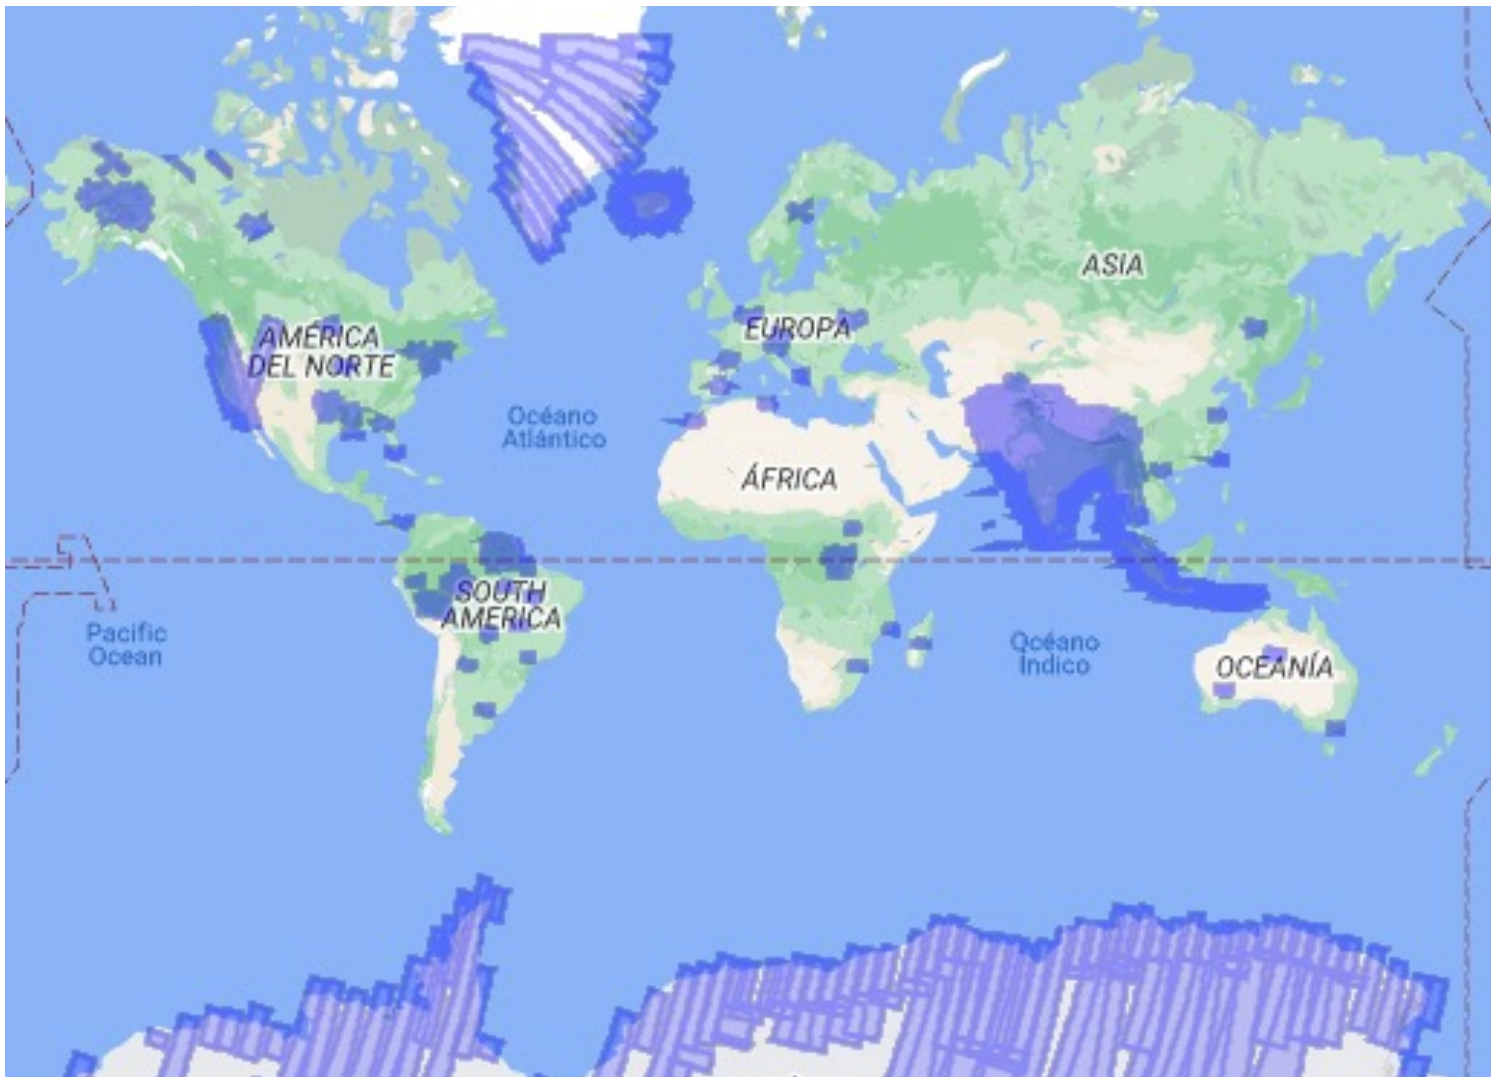 ASIA
EUROPA
AMÉRICA
DEL NORTE
Océano
Atlántico
ÁFRICA
SOUTH
AMERICA
Pacific
Ocean
Océano
Índico
OCEANÍA